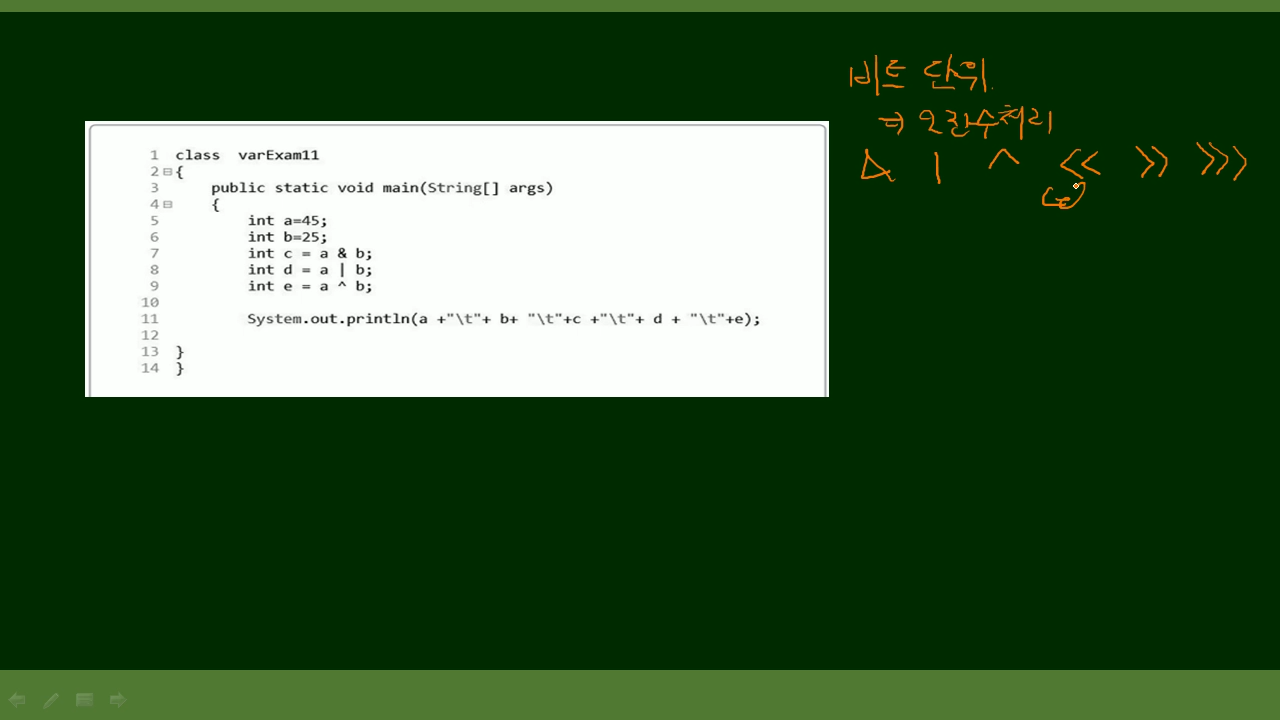 비트 단위
⇒ 2진수처리
& | ^ << >> >>>
1 class varExam11
2 {
3 public static void main(String[] args)
4 {
5 int a=45;
6 int b=25;
7 int c = a & b;
8 int d = a | b;
9 int e = a ^ b;
10
11 System.out.println(a +"\t"+ b+ "\t"+c +"\t"+ d + "\t"+e);
12
13 }
14 }